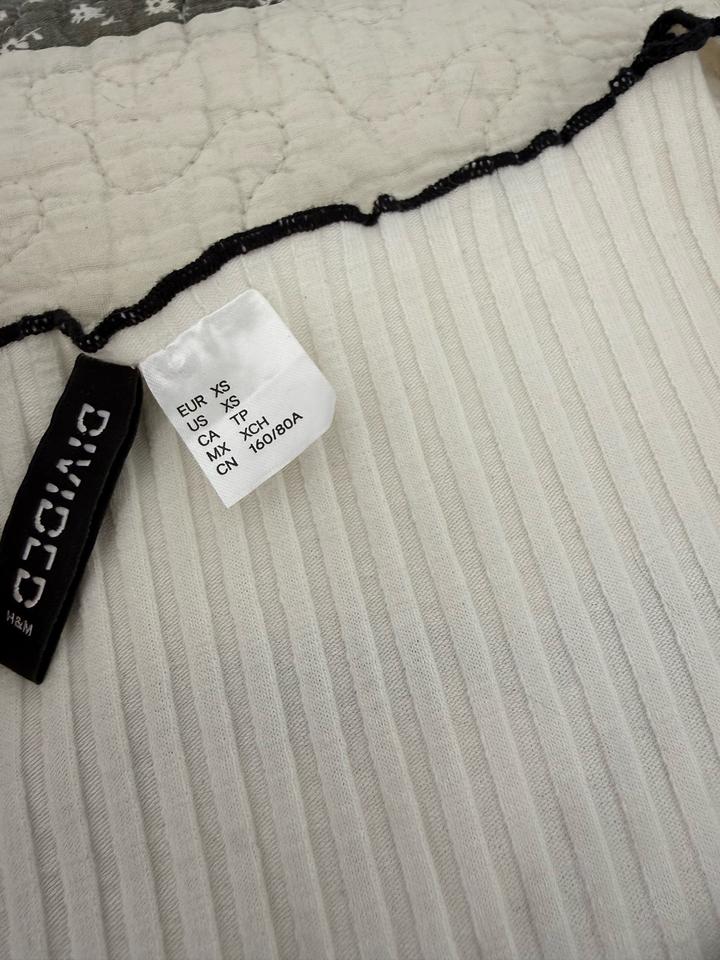 DIVIDED
H&M
EUR XS
US XS
CA TP
MX XCH
CN 160/80A